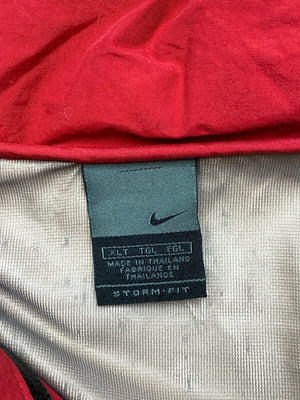 XLT TGL EGL
MADE IN THAILAND
FABRIQUE EN
THAILANDE
STORM-FIT